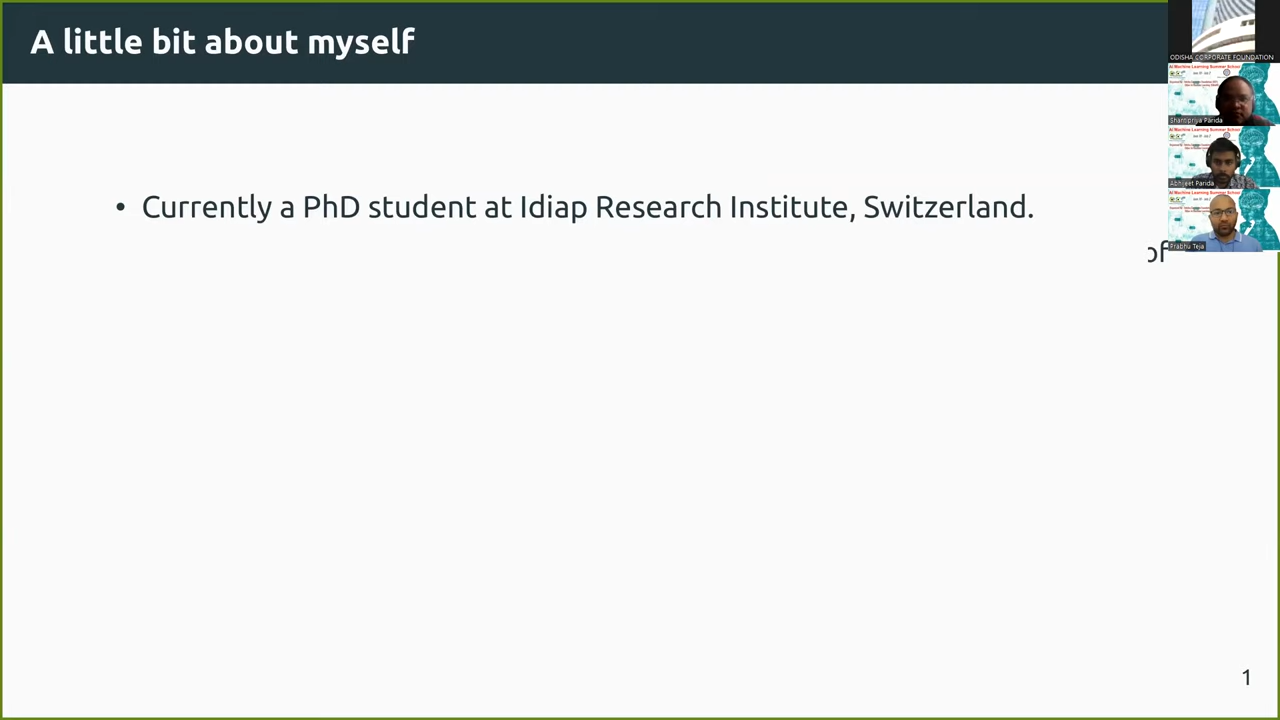 A little bit about myself
• Currently a PhD student at Idiap Research Institute, Switzerland.
of
1
ODISHA CORPORATE FOUNDATION
AI Machine Learning Summer School
Shantipriya Parida
AI Machine Learning Summer School
Abhijeet Parida
AI Machine Learning Summer School
Prabhu Teja